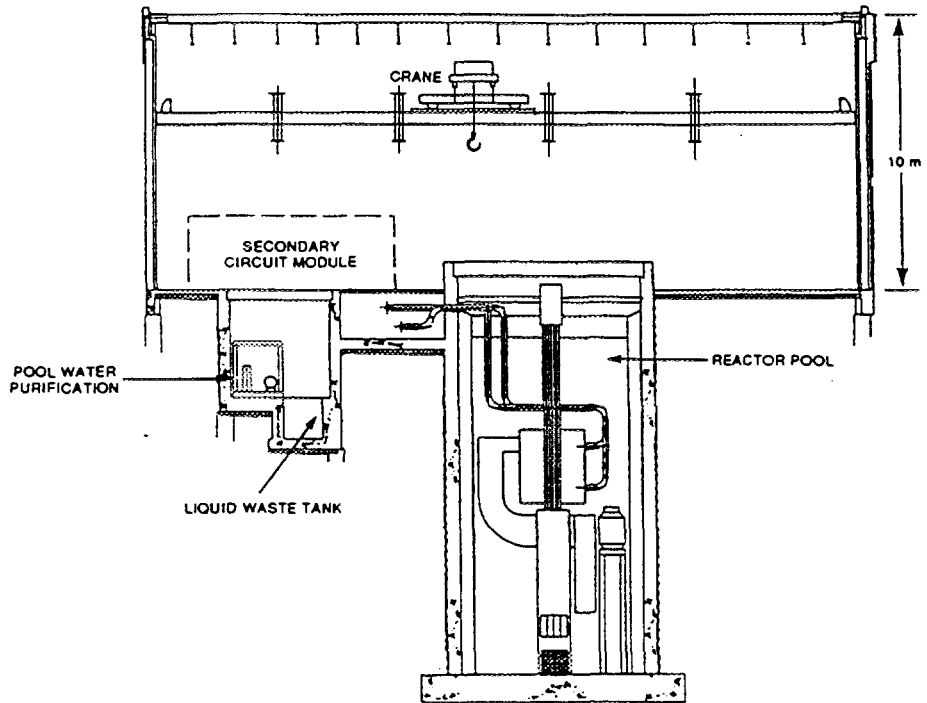 CRANE
10 m
SECONDARY
CIRCUIT MODULE
REACTOR POOL
POOL WATER
PURIFICATION
LIQUID WASTE TANK